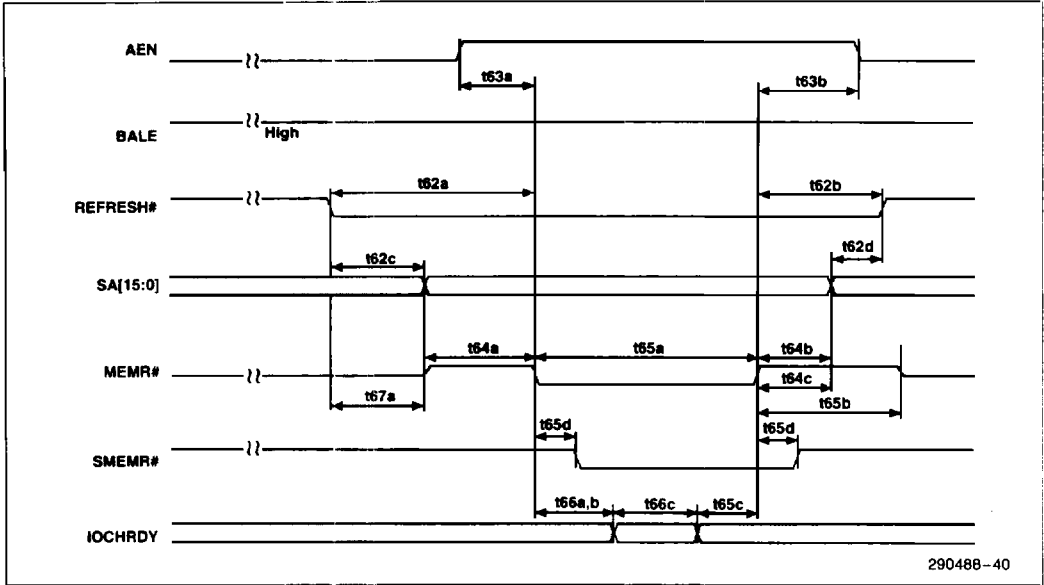 AEN
t63a
t63b
BALE
High
t62a
t62b
REFRESH#
t62c
t62d
SA[15:0]
t64a
t65a
t64b
MEMR#
t67a
t64c
t65b
t65d
t65d
SMEMR#
t66a,b
t66c
t65c
IOCHRDY
290488-40